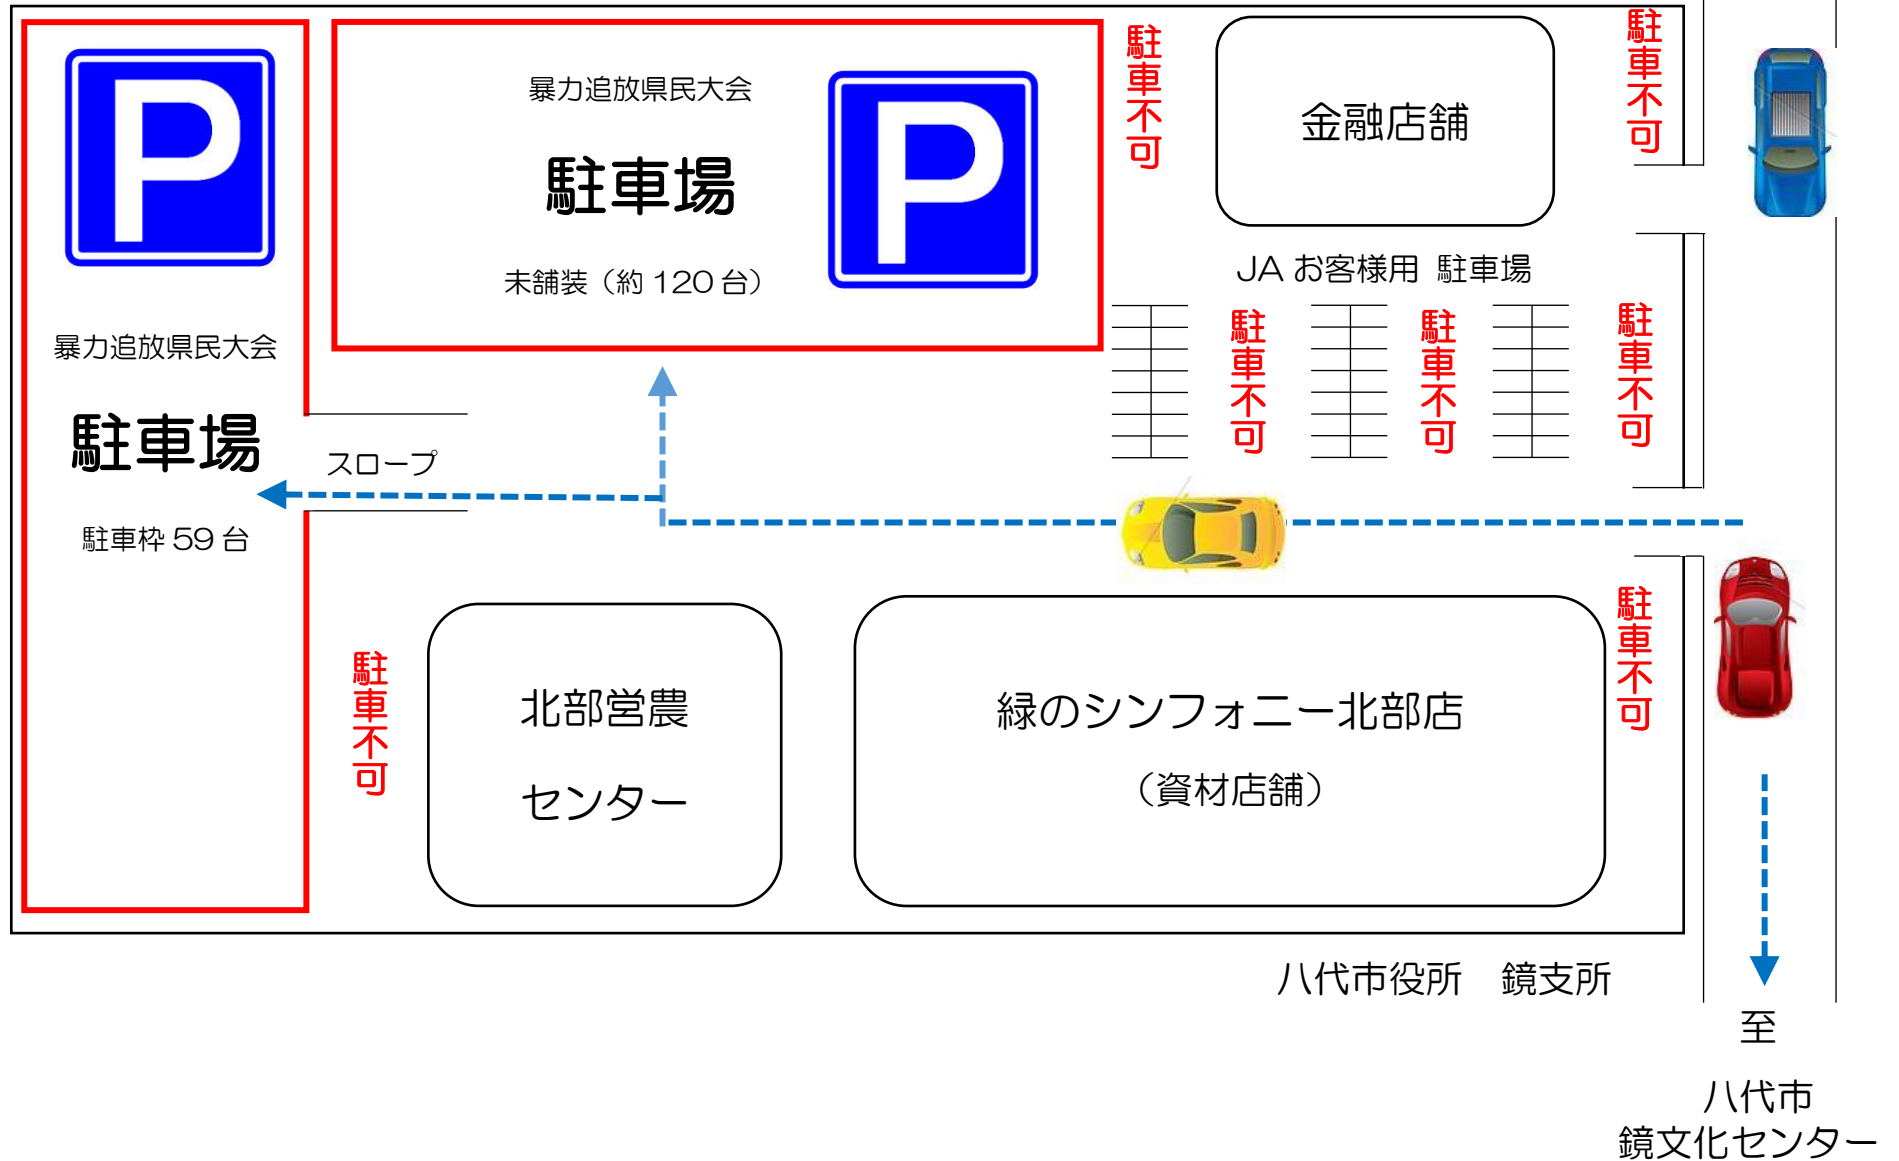 P
暴力追放県民大会
駐車場
駐車枠 59 台
スロープ
暴力追放県民大会
駐車場
未舗装（約 120 台）
P
駐車不可
金融店舗
駐車不可
JA お客様用 駐車場
駐車不可
駐車不可
駐車不可
駐車不可
北部営農
センター
緑のシンフォニー北部店
（資材店舗）
駐車不可
八代市役所　鏡支所
至
八代市
鏡文化センター